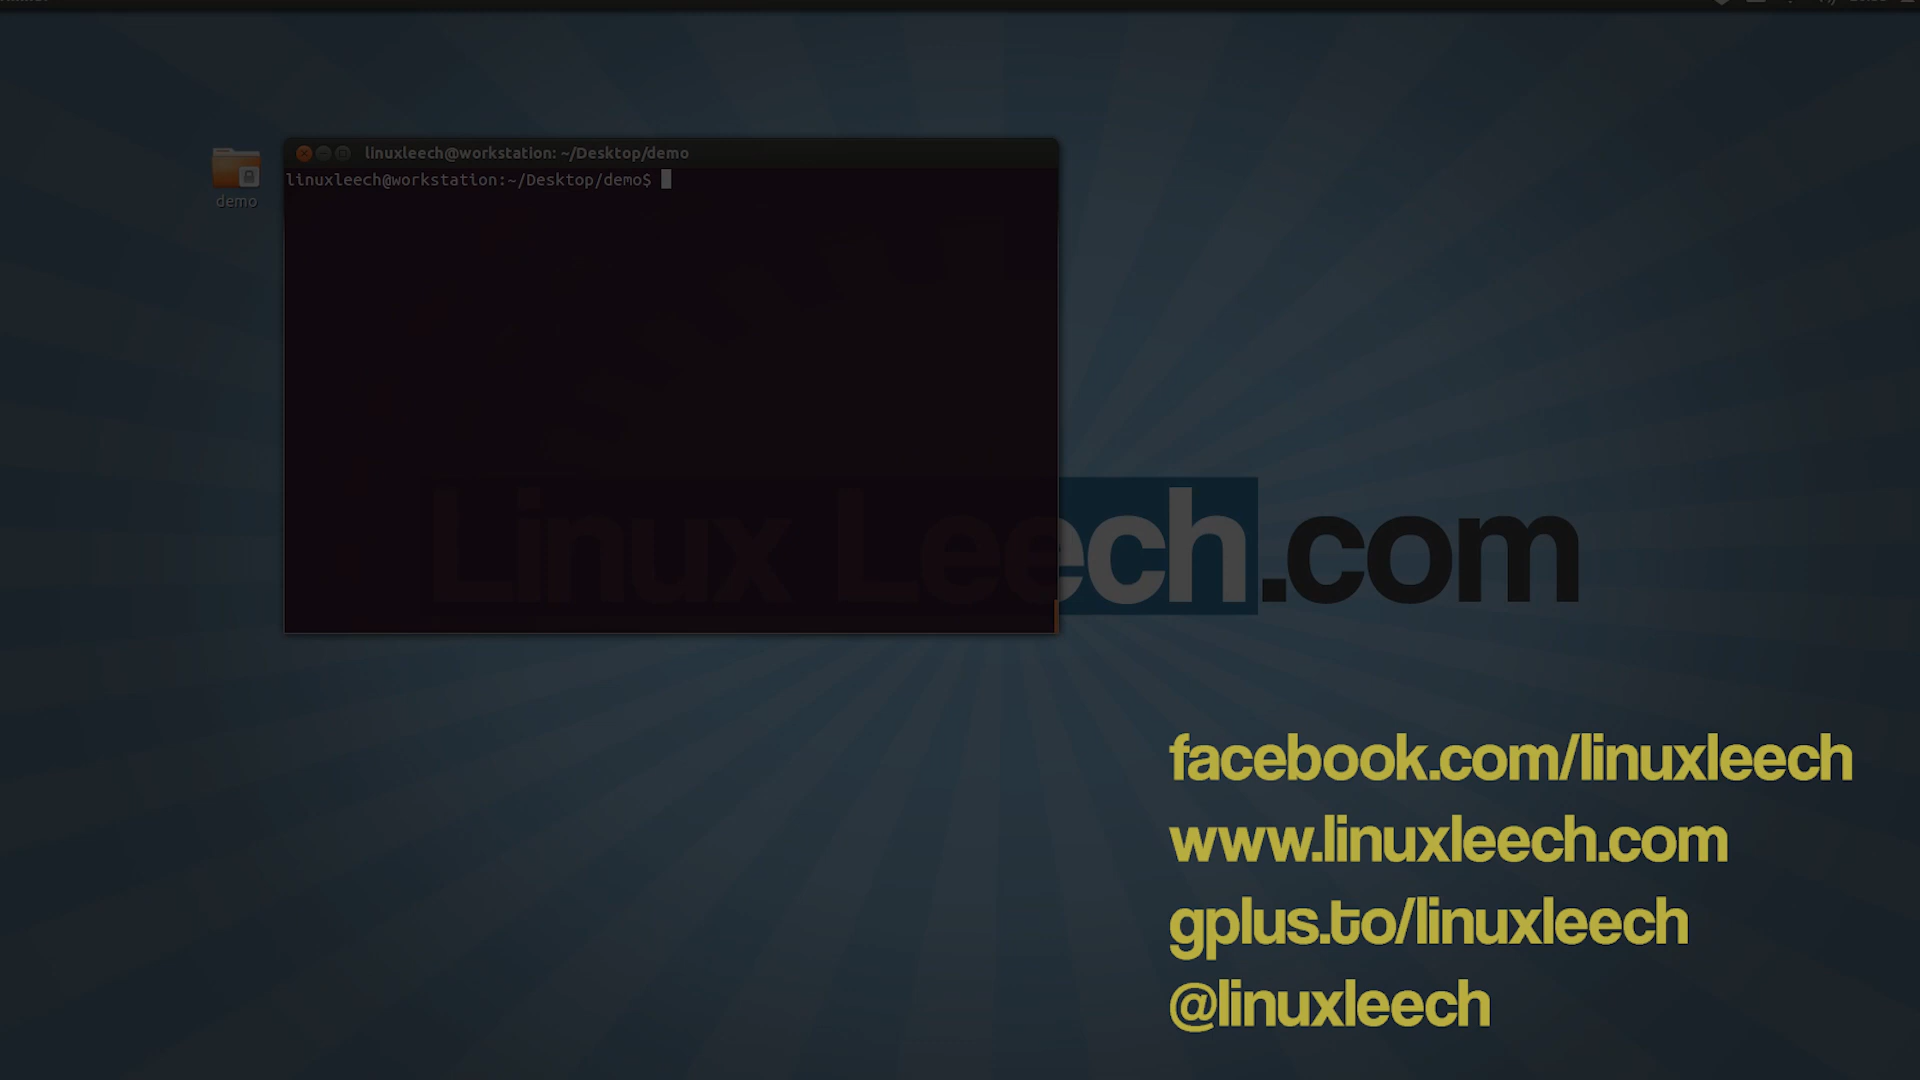 linuxleech@workstation: ~/Desktop/demo
linuxleech@workstation:~/Desktop/demo$
demo
Linux Leech.com
facebook.com/linuxleech
www.linuxleech.com
gplus.to/linuxleech
@linuxleech